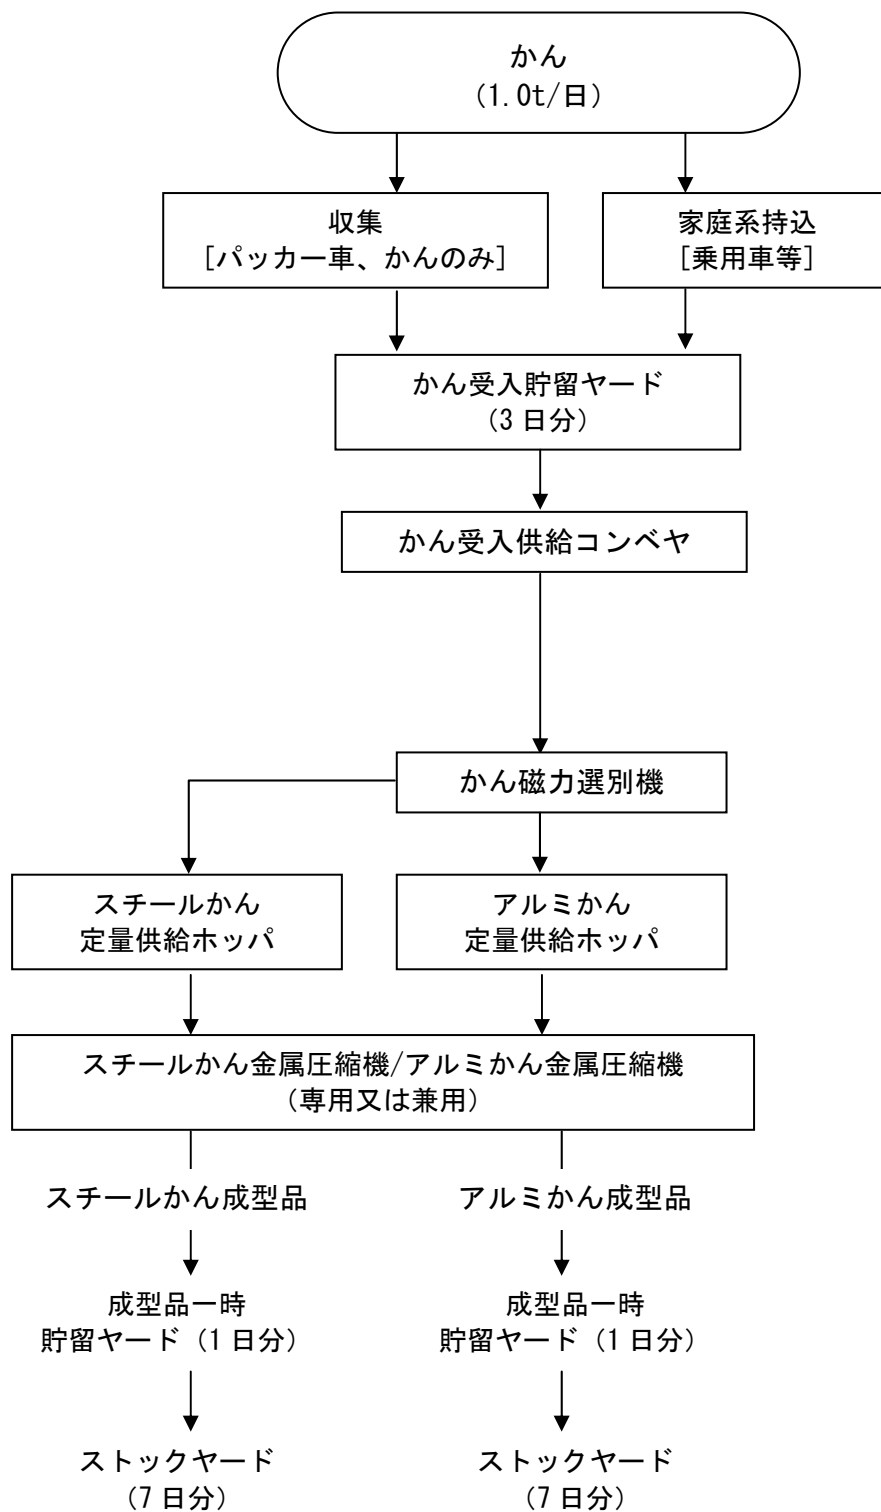 かん
（1.0t/日）
収集
［パッカー車、かんのみ］
家庭系持込
［乗用車等］
かん受入貯留ヤード
（3 日分）
かん受入供給コンベヤ
かん磁力選別機
スチールかん
定量供給ホッパ
アルミかん
定量供給ホッパ
スチールかん金属圧縮機/アルミかん金属圧縮機
（専用又は兼用）
スチールかん成型品
アルミかん成型品
成型品一時
貯留ヤード（1 日分）
成型品一時
貯留ヤード（1 日分）
ストックヤード
（7 日分）
ストックヤード
（7 日分）